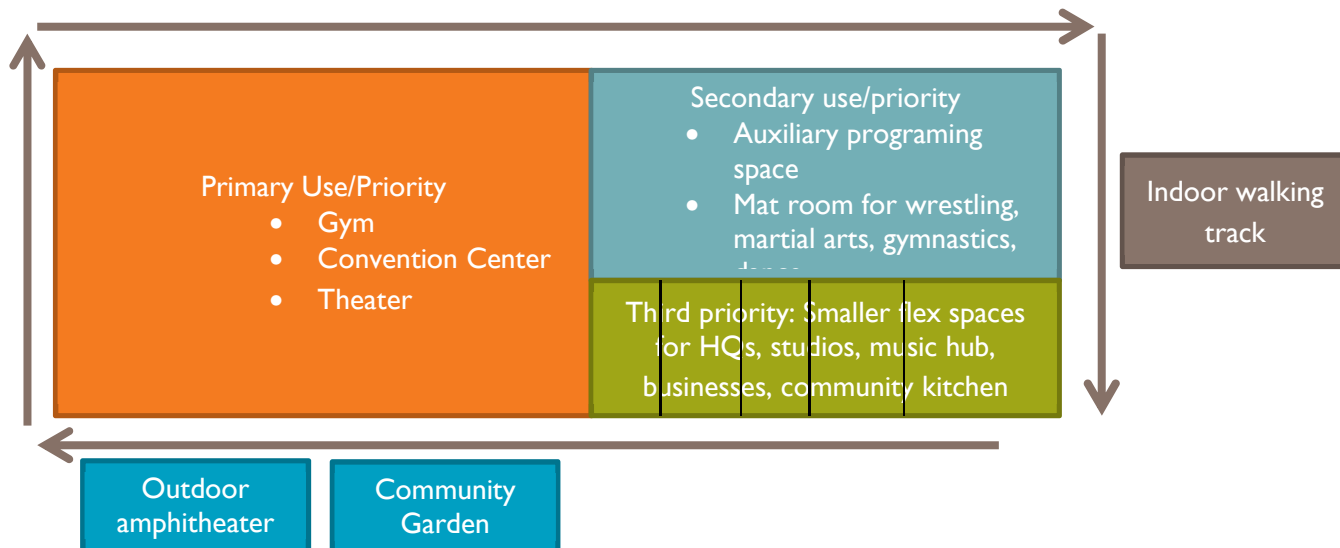 Primary Use/Priority
• Gym
• Convention Center
• Theater
Secondary use/priority
• Auxiliary programing
space
• Mat room for wrestling,
martial arts, gymnastics,
Third priority: Smaller flex spaces
for HQs, studios, music hub,
businesses, community kitchen
Indoor walking
track
Outdoor
amphitheater
Community
Garden